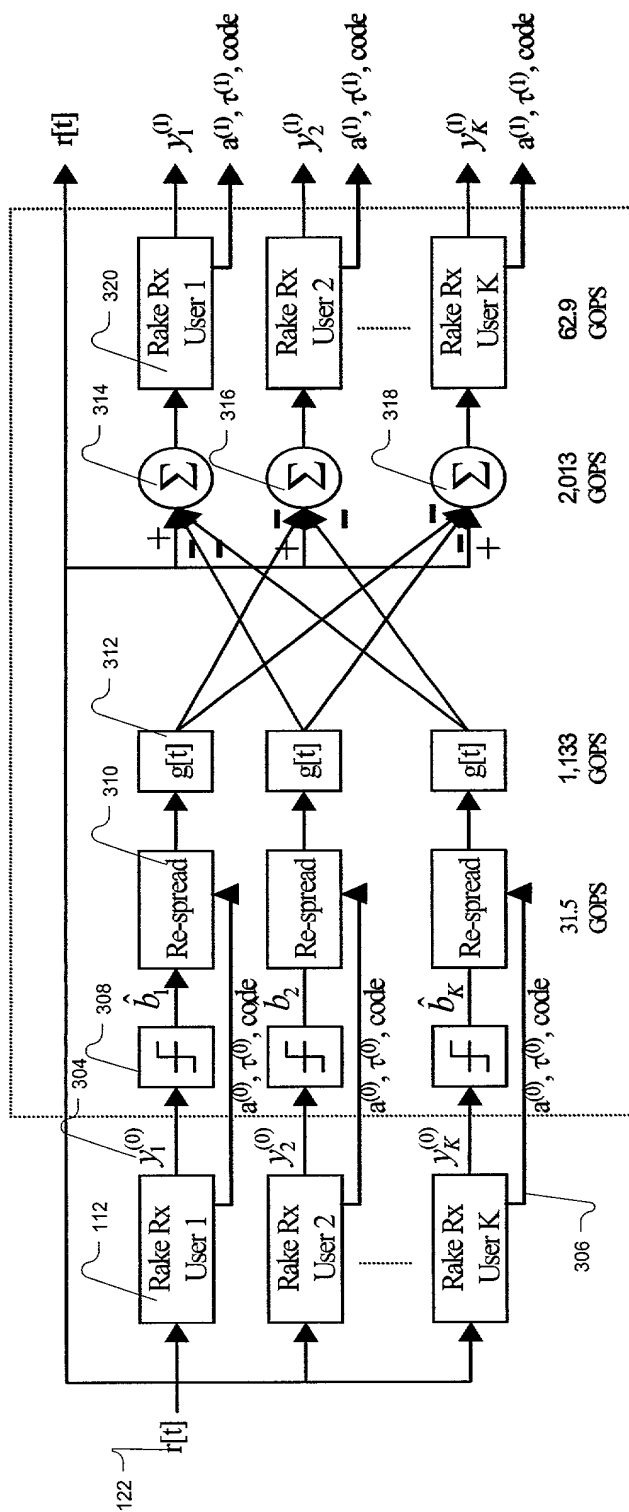 r[t]
122
r[t]
112
Rake Rx
User 1
304
y₁⁽⁰⁾
308
b̂₁
a⁽⁰⁾, τ⁽⁰⁾, code
310
Re-spread
312
g[t]
314
+
−
−
Σ
320
Rake Rx
User 1
y₁⁽¹⁾
a⁽¹⁾, τ⁽¹⁾, code
Rake Rx
User 2
y₂⁽⁰⁾
b̂₂
a⁽⁰⁾, τ⁽⁰⁾, code
Re-spread
g[t]
316
−
+
−
Σ
Rake Rx
User 2
y₂⁽¹⁾
a⁽¹⁾, τ⁽¹⁾, code
Rake Rx
User K
y_K⁽⁰⁾
b̂_K
a⁽⁰⁾, τ⁽⁰⁾, code
306
Re-spread
g[t]
318
−
−
+
Σ
Rake Rx
User K
y_K⁽¹⁾
a⁽¹⁾, τ⁽¹⁾, code
31.5
GOPS
1,133
GOPS
2,013
GOPS
62.9
GOPS